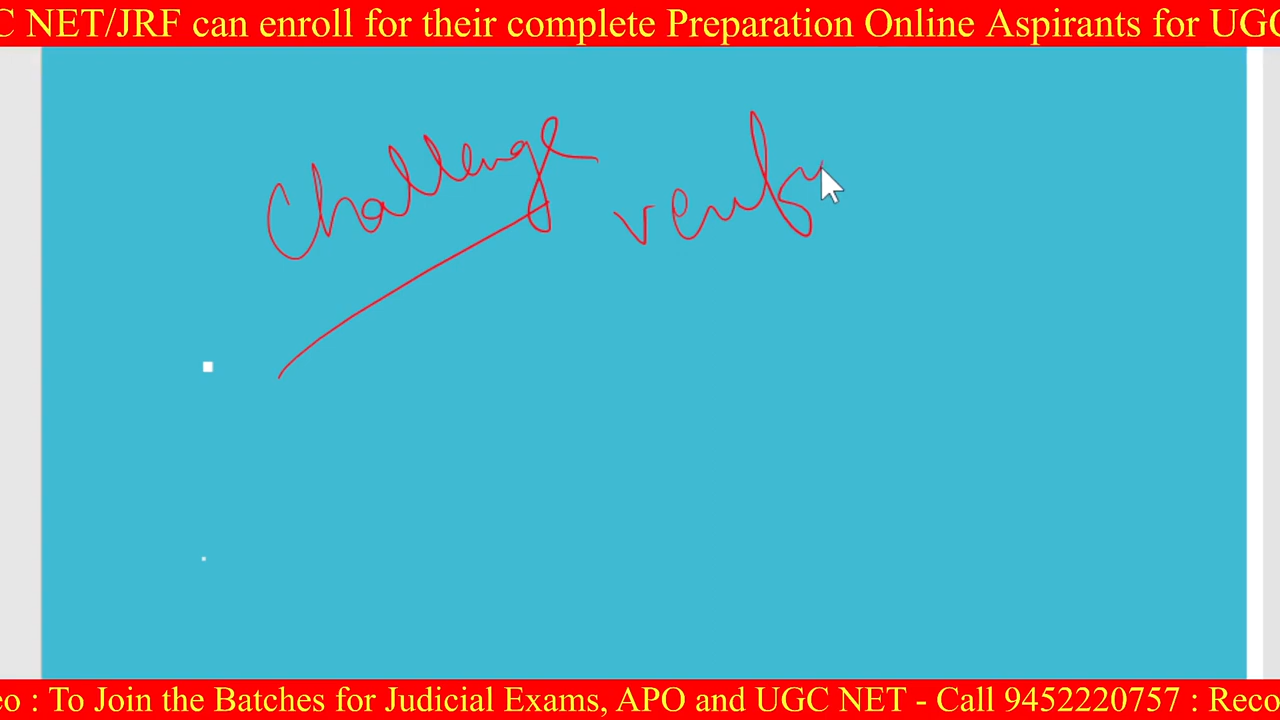 C NET/JRF can enroll for their complete Preparation Online Aspirants for UGC
Challenge verify
eo : To Join the Batches for Judicial Exams, APO and UGC NET - Call 9452220757 : Reco